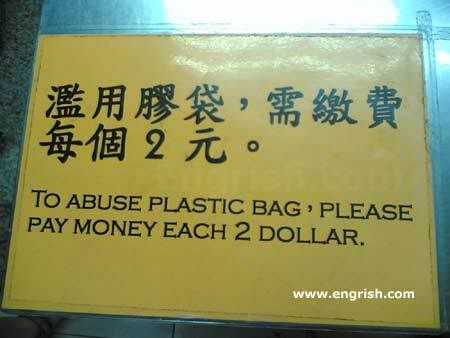 濫用膠袋，需繳費
每個2元。
TO ABUSE PLASTIC BAG，PLEASE
PAY MONEY EACH 2 DOLLAR.
www.engrish.com